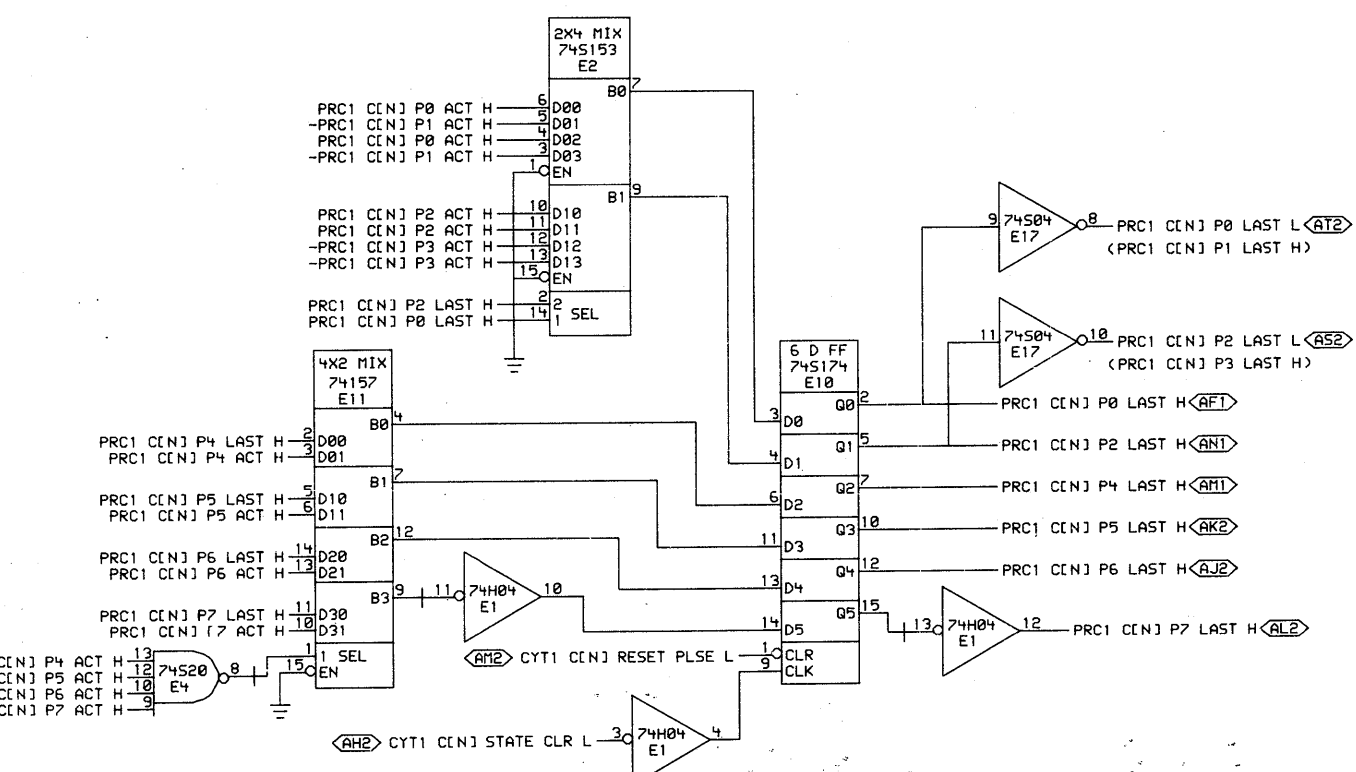 2X4 MIX
74S153
E2
B0 7
PRC1 C[N] P0 ACT H 6 D00
~PRC1 C[N] P1 ACT H 5 D01
PRC1 C[N] P0 ACT H 4 D02
~PRC1 C[N] P1 ACT H 3 D03
1 EN
B1 9
PRC1 C[N] P2 ACT H 10 D10
PRC1 C[N] P2 ACT H 11 D11
~PRC1 C[N] P3 ACT H 12 D12
~PRC1 C[N] P3 ACT H 13 D13
15 EN
PRC1 C[N] P2 LAST H 2 2
PRC1 C[N] P0 LAST H 14 1 SEL
9 74S04 8 PRC1 C[N] P0 LAST L AT2
E17 (PRC1 C[N] P1 LAST H)
11 74S04 10 PRC1 C[N] P2 LAST L AS2
E17 (PRC1 C[N] P3 LAST H)
4X2 MIX
74157
E11
B0 4
PRC1 C[N] P4 LAST H 2 D00
PRC1 C[N] P4 ACT H 3 D01
B1 7
PRC1 C[N] P5 LAST H 5 D10
PRC1 C[N] P5 ACT H 6 D11
B2 12
PRC1 C[N] P6 LAST H 14 D20
PRC1 C[N] P6 ACT H 13 D21
B3 9
PRC1 C[N] P7 LAST H 11 D30
PRC1 C[N] 7 ACT H 10 D31
1 SEL
15 EN
C[N] P4 ACT H 13
C[N] P5 ACT H 12
C[N] P6 ACT H 10
C[N] P7 ACT H 9
74S20 8
E4
11 74H04 10
E1
6 D FF
74S174
E10
Q0 2 PRC1 C[N] P0 LAST H AF1
3 D0
Q1 5 PRC1 C[N] P2 LAST H AN1
4 D1
Q2 7 PRC1 C[N] P4 LAST H AM1
6 D2
Q3 10 PRC1 C[N] P5 LAST H AK2
11 D3
Q4 12 PRC1 C[N] P6 LAST H AJ2
13 D4
Q5 15
14 D5
13 74H04 12 PRC1 C[N] P7 LAST H AL2
E1
AM2 CYT1 C[N] RESET PLSE L 1 CLR
9 CLK
AH2 CYT1 C[N] STATE CLR L 3 74H04 4
E1